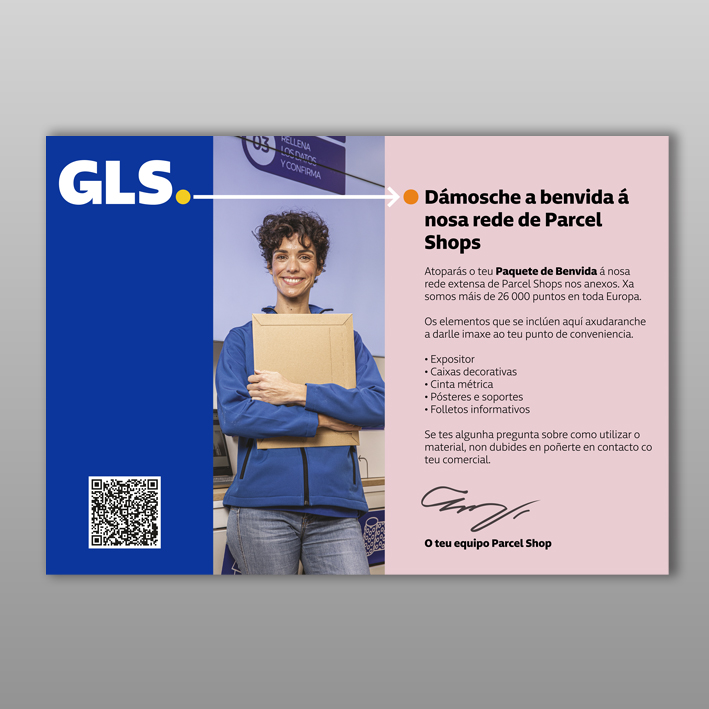 GLS.
03
RELLENA
LOS DATOS
Y CONFIRMA
Dámosche a benvida á
nosa rede de Parcel
Shops
Atoparás o teu Paquete de Benvida á nosa
rede extensa de Parcel Shops nos anexos. Xa
somos máis de 26 000 puntos en toda Europa.
Os elementos que se inclúen aquí axudaranche
a darlle imaxe ao teu punto de conveniencia.
• Expositor
• Caixas decorativas
• Cinta métrica
• Pósteres e soportes
• Folletos informativos
Se tes algunha pregunta sobre como utilizar o
material, non dubides en poñerte en contacto co
teu comercial.
O teu equipo Parcel Shop